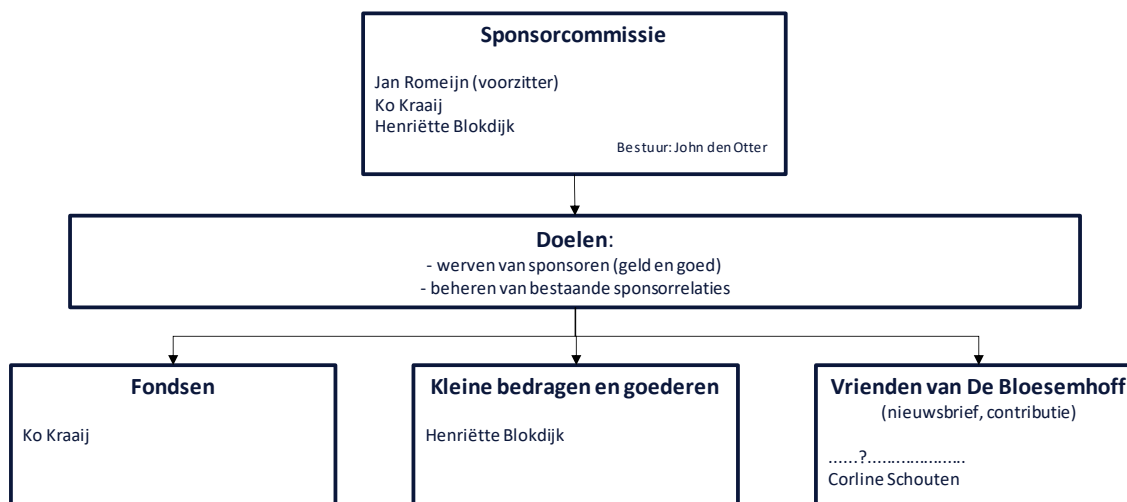 Sponsorcommissie
Jan Romeijn (voorzitter)
Ko Kraaij
Henriëtte Blokdijk
Bestuur: John den Otter
Doelen:
- werven van sponsoren (geld en goed)
- beheren van bestaande sponsorrelaties
Fondsen
Ko Kraaij
Kleine bedragen en goederen
Henriëtte Blokdijk
Vrienden van De Bloesemhoff
(nieuwsbrief, contributie)
......?.....................
Corline Schouten